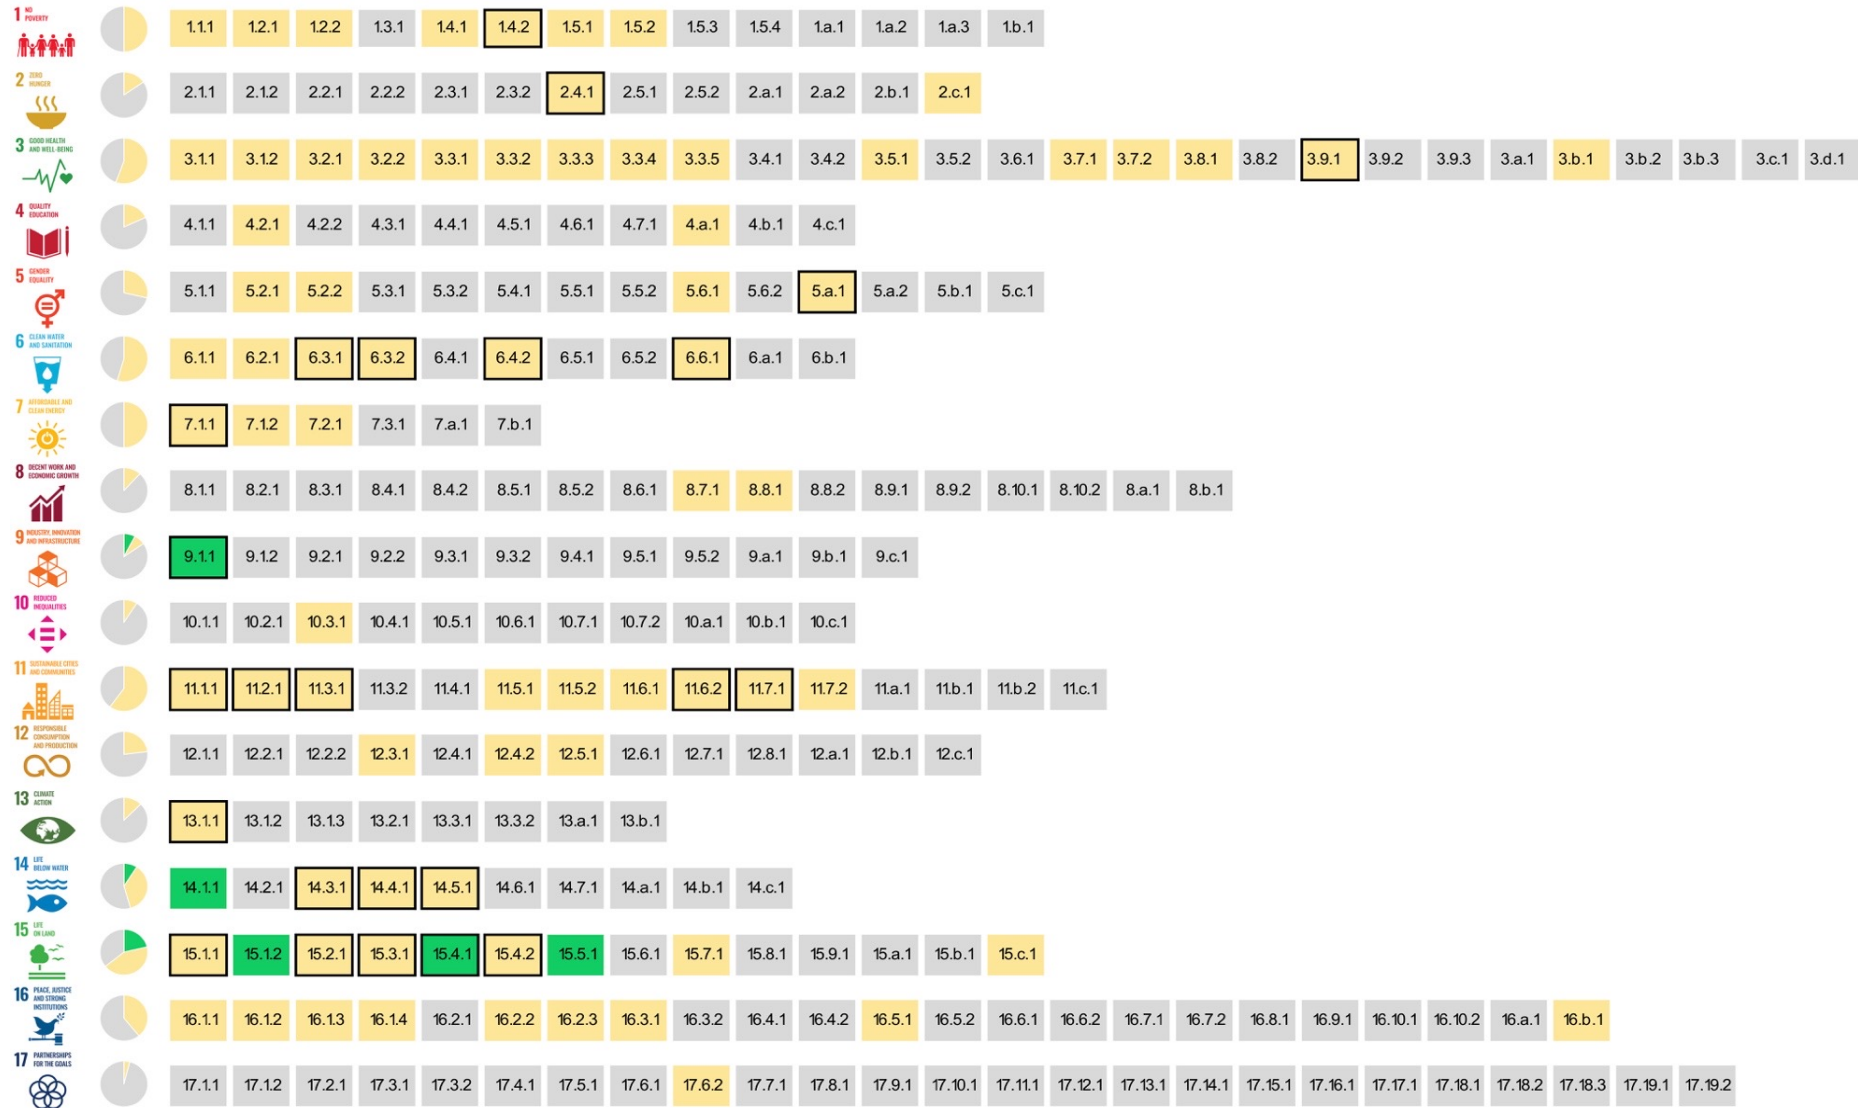 1 NO POVERTY
1.1.1 1.2.1 1.2.2 1.3.1 1.4.1 1.4.2 1.5.1 1.5.2 1.5.3 1.5.4 1.a.1 1.a.2 1.a.3 1.b.1
2 ZERO HUNGER
2.1.1 2.1.2 2.2.1 2.2.2 2.3.1 2.3.2 2.4.1 2.5.1 2.5.2 2.a.1 2.a.2 2.b.1 2.c.1
3 GOOD HEALTH AND WELL-BEING
3.1.1 3.1.2 3.2.1 3.2.2 3.3.1 3.3.2 3.3.3 3.3.4 3.3.5 3.4.1 3.4.2 3.5.1 3.5.2 3.6.1 3.7.1 3.7.2 3.8.1 3.8.2 3.9.1 3.9.2 3.9.3 3.a.1 3.b.1 3.b.2 3.b.3 3.c.1 3.d.1
4 QUALITY EDUCATION
4.1.1 4.2.1 4.2.2 4.3.1 4.4.1 4.5.1 4.6.1 4.7.1 4.a.1 4.b.1 4.c.1
5 GENDER EQUALITY
5.1.1 5.2.1 5.2.2 5.3.1 5.3.2 5.4.1 5.5.1 5.5.2 5.6.1 5.6.2 5.a.1 5.a.2 5.b.1 5.c.1
6 CLEAN WATER AND SANITATION
6.1.1 6.2.1 6.3.1 6.3.2 6.4.1 6.4.2 6.5.1 6.5.2 6.6.1 6.a.1 6.b.1
7 AFFORDABLE AND CLEAN ENERGY
7.1.1 7.1.2 7.2.1 7.3.1 7.a.1 7.b.1
8 DECENT WORK AND ECONOMIC GROWTH
8.1.1 8.2.1 8.3.1 8.4.1 8.4.2 8.5.1 8.5.2 8.6.1 8.7.1 8.8.1 8.8.2 8.9.1 8.9.2 8.10.1 8.10.2 8.a.1 8.b.1
9 INDUSTRY, INNOVATION AND INFRASTRUCTURE
9.1.1 9.1.2 9.2.1 9.2.2 9.3.1 9.3.2 9.4.1 9.5.1 9.5.2 9.a.1 9.b.1 9.c.1
10 REDUCED INEQUALITIES
10.1.1 10.2.1 10.3.1 10.4.1 10.5.1 10.6.1 10.7.1 10.7.2 10.a.1 10.b.1 10.c.1
11 SUSTAINABLE CITIES AND COMMUNITIES
11.1.1 11.2.1 11.3.1 11.3.2 11.4.1 11.5.1 11.5.2 11.6.1 11.6.2 11.7.1 11.7.2 11.a.1 11.b.1 11.b.2 11.c.1
12 RESPONSIBLE CONSUMPTION AND PRODUCTION
12.1.1 12.2.1 12.2.2 12.3.1 12.4.1 12.4.2 12.5.1 12.6.1 12.7.1 12.8.1 12.a.1 12.b.1 12.c.1
13 CLIMATE ACTION
13.1.1 13.1.2 13.1.3 13.2.1 13.3.1 13.3.2 13.a.1 13.b.1
14 LIFE BELOW WATER
14.1.1 14.2.1 14.3.1 14.4.1 14.5.1 14.6.1 14.7.1 14.a.1 14.b.1 14.c.1
15 LIFE ON LAND
15.1.1 15.1.2 15.2.1 15.3.1 15.4.1 15.4.2 15.5.1 15.6.1 15.7.1 15.8.1 15.9.1 15.a.1 15.b.1 15.c.1
16 PEACE, JUSTICE AND STRONG INSTITUTIONS
16.1.1 16.1.2 16.1.3 16.1.4 16.2.1 16.2.2 16.2.3 16.3.1 16.3.2 16.4.1 16.4.2 16.5.1 16.5.2 16.6.1 16.6.2 16.7.1 16.7.2 16.8.1 16.9.1 16.10.1 16.10.2 16.a.1 16.b.1
17 PARTNERSHIPS FOR THE GOALS
17.1.1 17.1.2 17.2.1 17.3.1 17.3.2 17.4.1 17.5.1 17.6.1 17.6.2 17.7.1 17.8.1 17.9.1 17.10.1 17.11.1 17.12.1 17.13.1 17.14.1 17.15.1 17.16.1 17.17.1 17.18.1 17.18.2 17.18.3 17.19.1 17.19.2